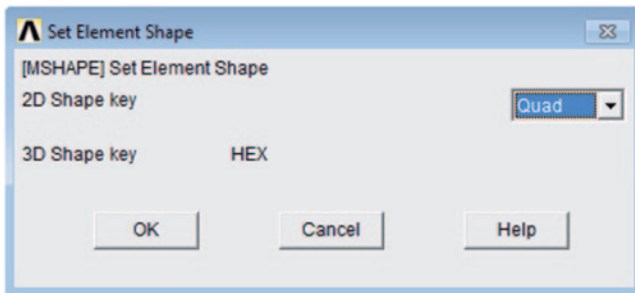 Set Element Shape
[MSHAPE] Set Element Shape
2D Shape key Quad
3D Shape key HEX
OK Cancel Help